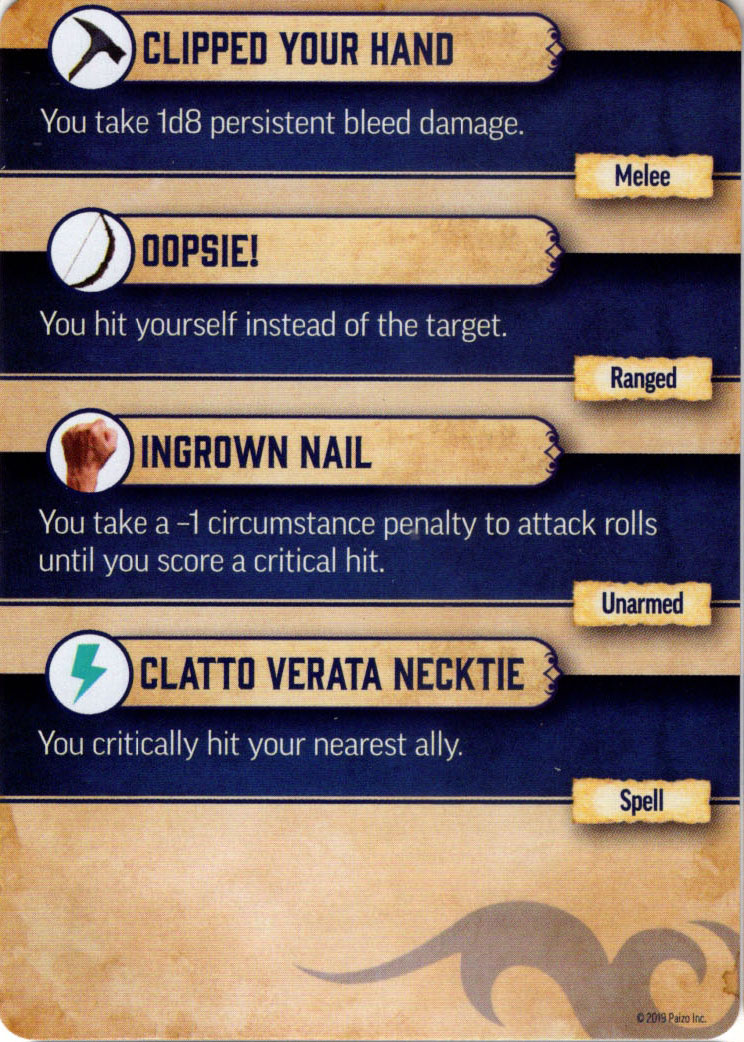 CLIPPED YOUR HAND
You take 1d8 persistent bleed damage.
Melee
OOPSIE!
You hit yourself instead of the target.
Ranged
INGROWN NAIL
You take a –1 circumstance penalty to attack rolls
until you score a critical hit.
Unarmed
CLATTO VERATA NECKTIE
You critically hit your nearest ally.
Spell
© 2019 Paizo Inc.